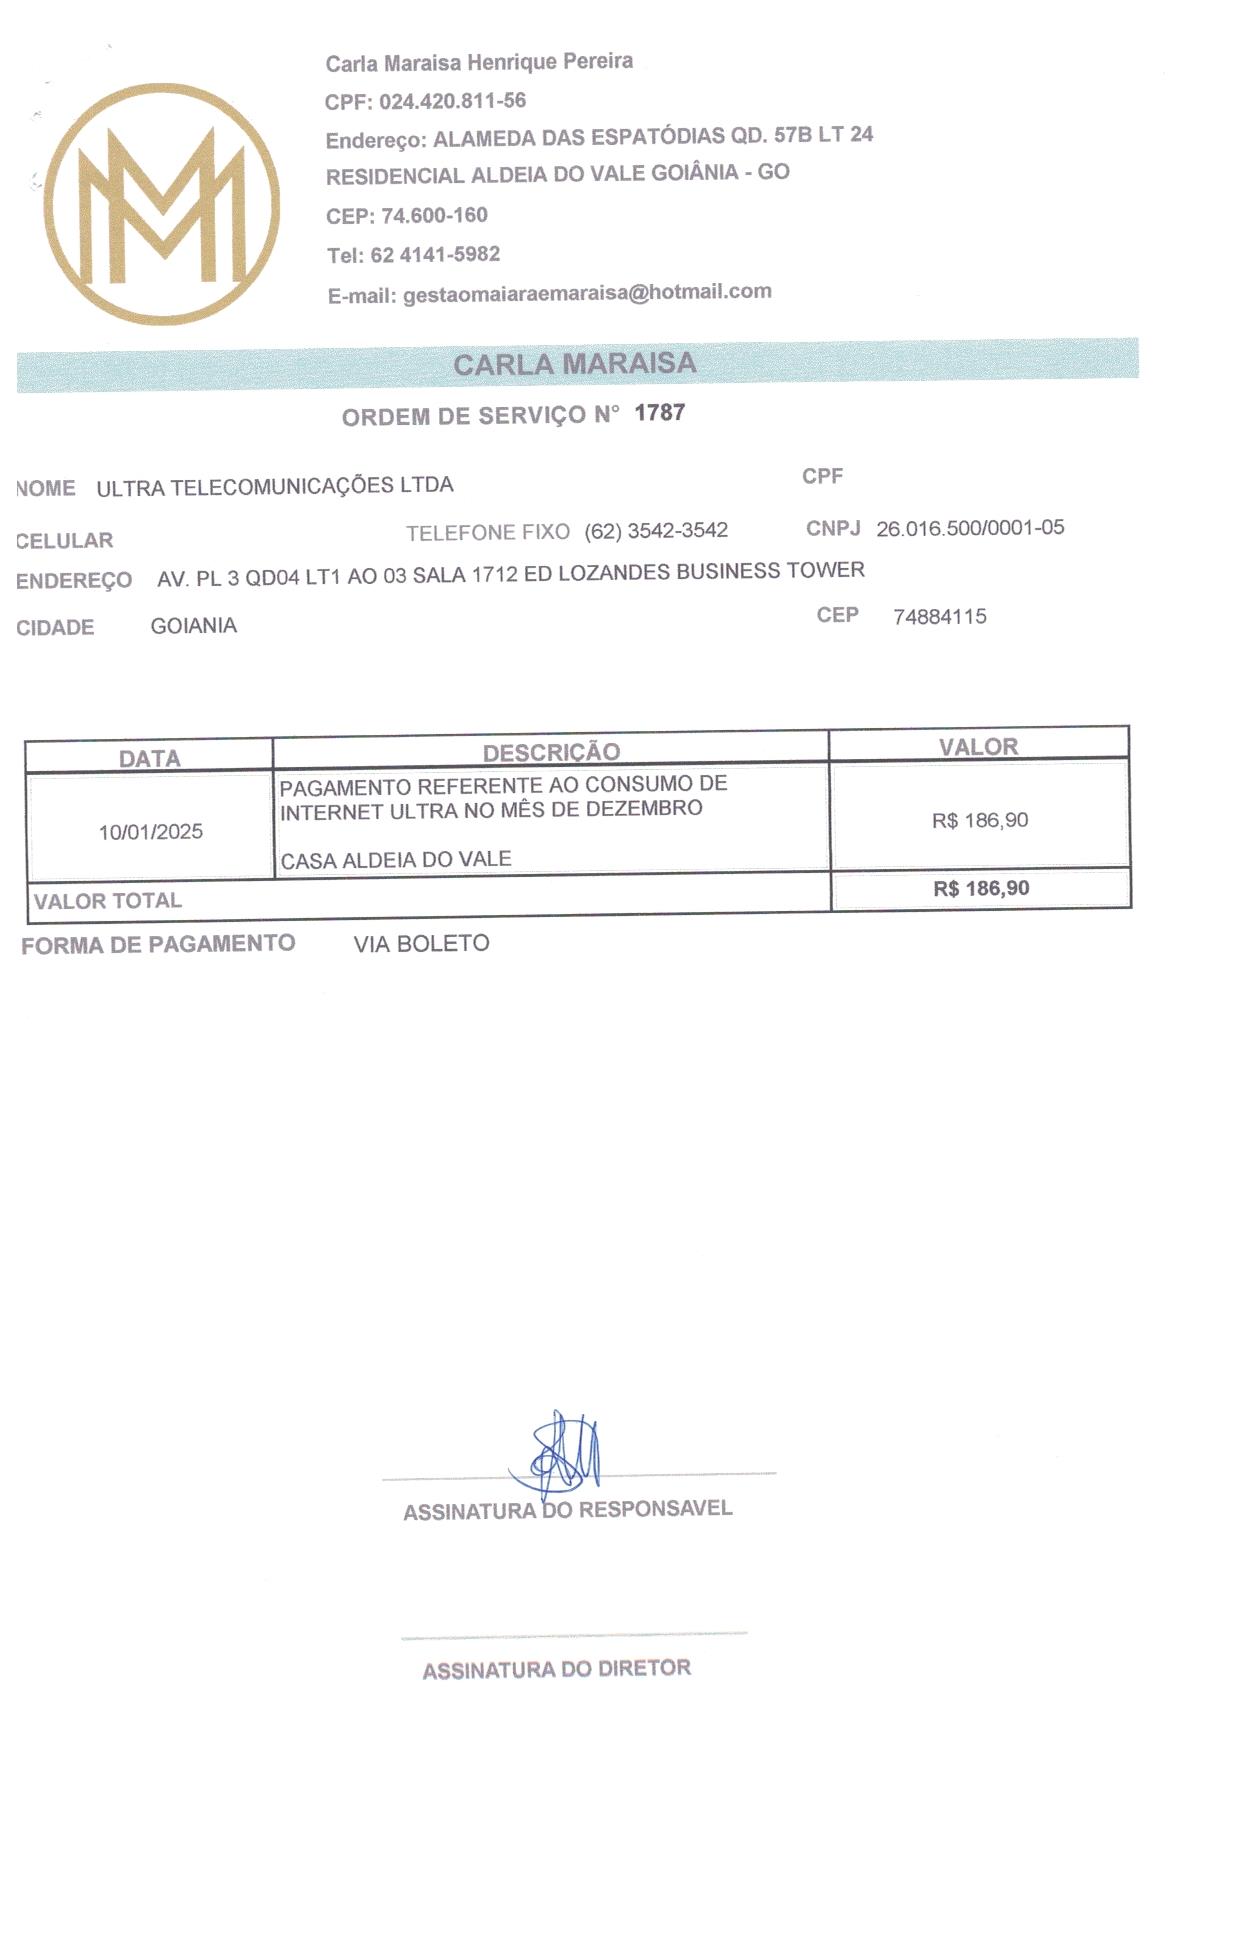 MM
Carla Maraisa Henrique Pereira
CPF: 024.420.811-56
Endereço: ALAMEDA DAS ESPATÓDIAS QD. 57B LT 24
RESIDENCIAL ALDEIA DO VALE GOIÂNIA - GO
CEP: 74.600-160
Tel: 62 4141-5982
E-mail: gestaomaiaraemaraisa@hotmail.com
CARLA MARAISA
ORDEM DE SERVIÇO N° 1787
NOME ULTRA TELECOMUNICAÇÕES LTDA CPF
CELULAR TELEFONE FIXO (62) 3542-3542 CNPJ 26.016.500/0001-05
ENDEREÇO AV. PL 3 QD04 LT1 AO 03 SALA 1712 ED LOZANDES BUSINESS TOWER
CIDADE GOIANIA CEP 74884115
DATA DESCRIÇÃO VALOR
PAGAMENTO REFERENTE AO CONSUMO DE
INTERNET ULTRA NO MÊS DE DEZEMBRO
10/01/2025 R$ 186,90
CASA ALDEIA DO VALE
VALOR TOTAL R$ 186,90
FORMA DE PAGAMENTO VIA BOLETO
ASSINATURA DO RESPONSAVEL
ASSINATURA DO DIRETOR